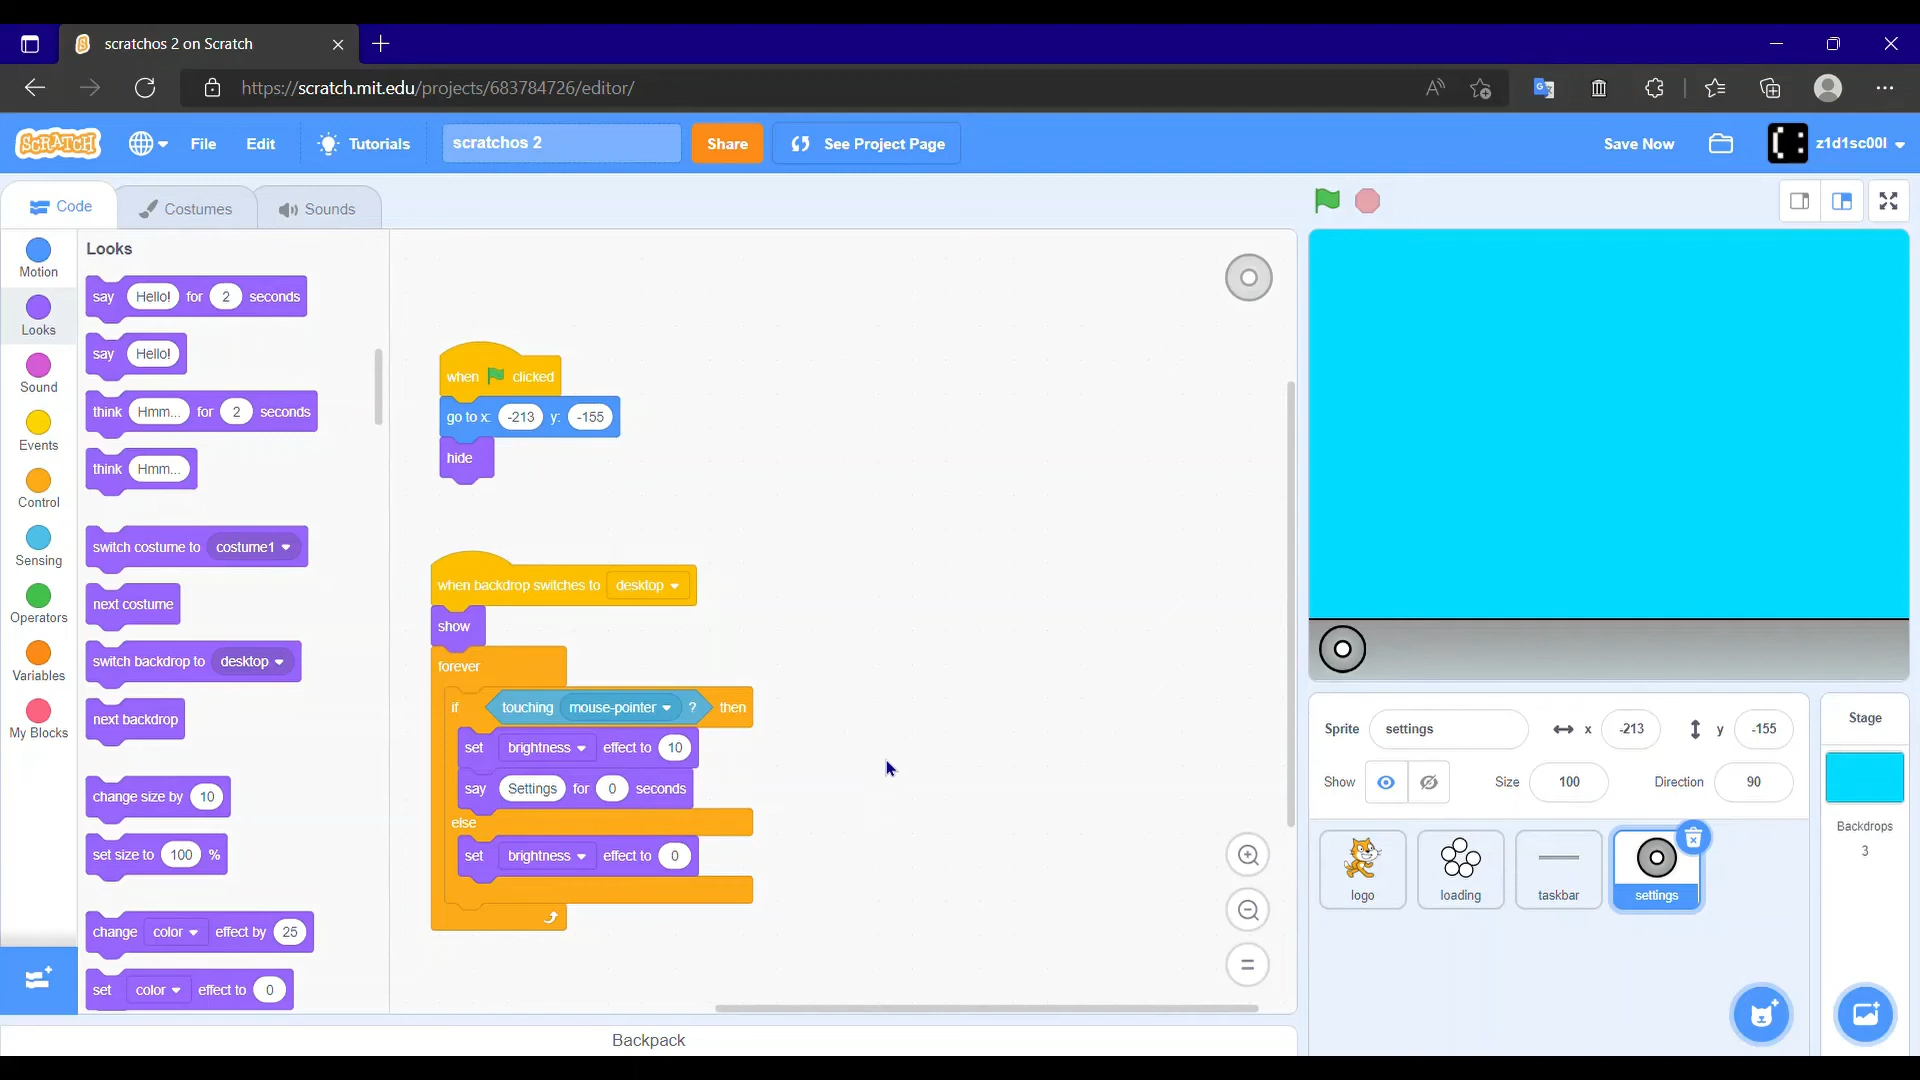 scratchos 2 on Scratch
https://scratch.mit.edu/projects/683784726/editor/
SCRATCH File Edit Tutorials scratchos 2 Share See Project Page Save Now z1d1sc00l
Code Costumes Sounds
Motion
Looks
Sound
Events
Control
Sensing
Operators
Variables
My Blocks
Looks
say Hello! for 2 seconds
say Hello!
think Hmm... for 2 seconds
think Hmm...
switch costume to costume1
next costume
switch backdrop to desktop
next backdrop
change size by 10
set size to 100 %
change color effect by 25
set color effect to 0
when clicked
go to x: -213 y: -155
hide
when backdrop switches to desktop
show
forever
if touching mouse-pointer ? then
set brightness effect to 10
say Settings for 0 seconds
else
set brightness effect to 0
Backpack
Sprite settings x -213 y -155
Show Size 100 Direction 90
logo loading taskbar settings
Stage
Backdrops
3